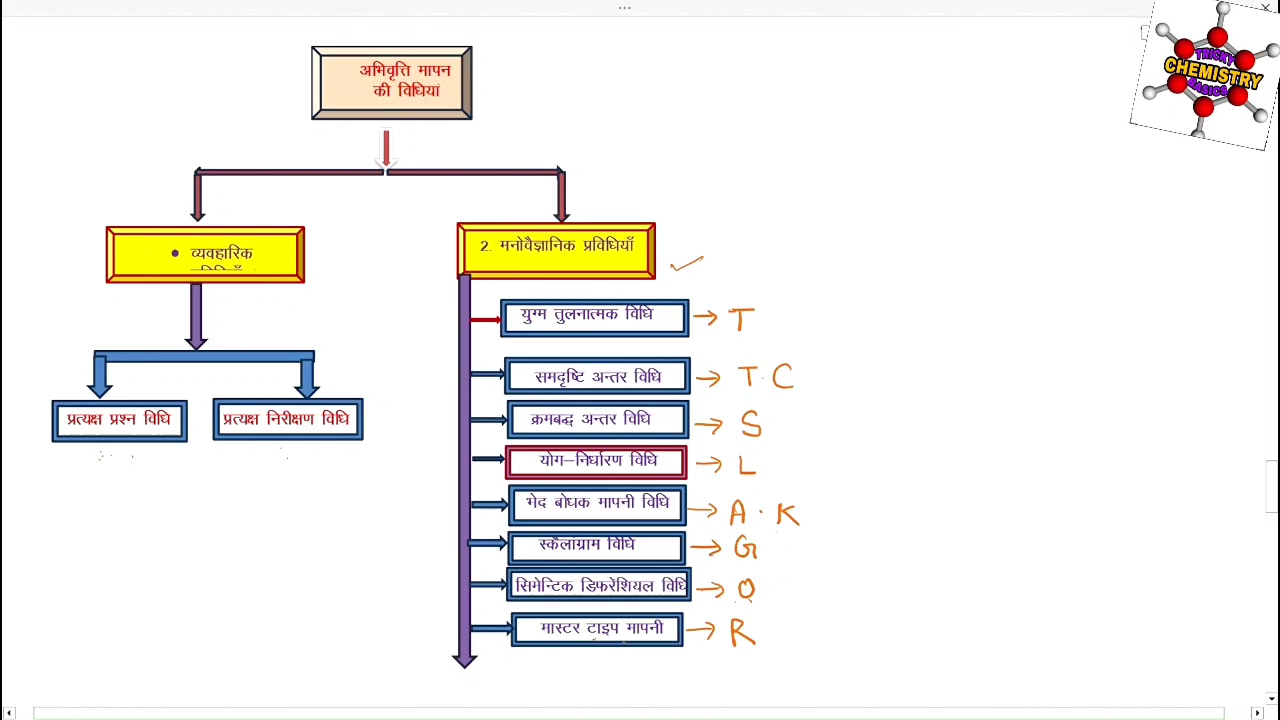 TRICKY
CHEMISTRY
BASICS
अभिवृत्ति मापन
की विधियां
• व्यवहारिक
2. मनोवैज्ञानिक प्रविधियाँ
प्रत्यक्ष प्रश्न विधि
प्रत्यक्ष निरीक्षण विधि
युग्म तुलनात्मक विधि → T
समदृष्टि अन्तर विधि → T. C
क्रमबद्ध अन्तर विधि → S
योग–निर्धारण विधि → L
भेद बोधक मापनी विधि → A . K
स्कैलाग्राम विधि → G
सिमेन्टिक डिफरेंशियल विधि → O
मास्टर टाइप मापनी → R